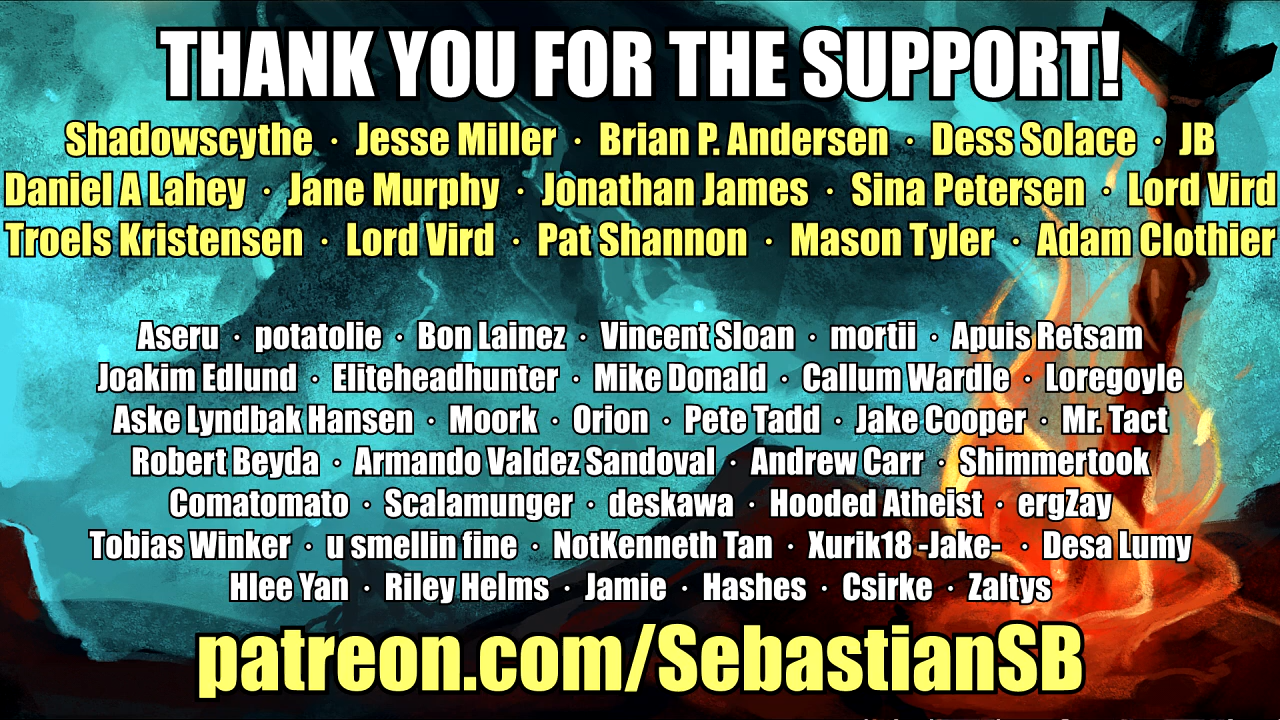 THANK YOU FOR THE SUPPORT!
Shadowscythe · Jesse Miller · Brian P. Andersen · Dess Solace · JB
Daniel A Lahey · Jane Murphy · Jonathan James · Sina Petersen · Lord Vird
Troels Kristensen · Lord Vird · Pat Shannon · Mason Tyler · Adam Clothier
Aseru · potatolie · Bon Lainez · Vincent Sloan · mortii · Apuis Retsam
Joakim Edlund · Eliteheadhunter · Mike Donald · Callum Wardle · Loregoyle
Aske Lyndbak Hansen · Moork · Orion · Pete Tadd · Jake Cooper · Mr. Tact
Robert Beyda · Armando Valdez Sandoval · Andrew Carr · Shimmertook
Comatomato · Scalamunger · deskawa · Hooded Atheist · ergZay
Tobias Winker · u smellin fine · NotKenneth Tan · Xurik18 -Jake- · Desa Lumy
Hlee Yan · Riley Helms · Jamie · Hashes · Csirke · Zaltys
patreon.com/SebastianSB